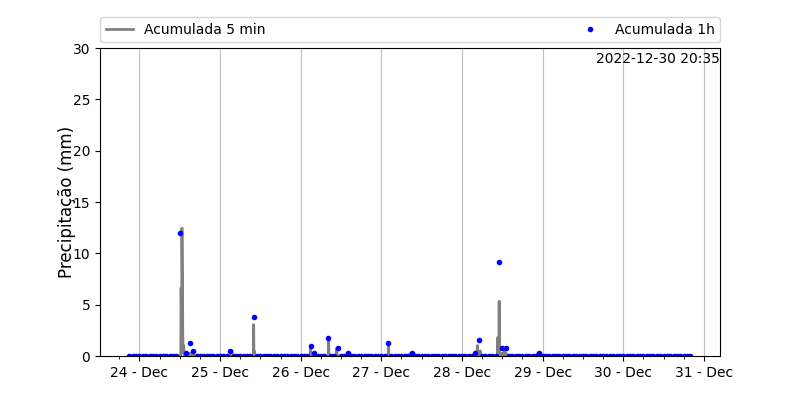 Acumulada 5 min
Acumulada 1h
2022-12-30 20:35
Precipitação (mm)
30
25
20
15
10
5
0
24 - Dec
25 - Dec
26 - Dec
27 - Dec
28 - Dec
29 - Dec
30 - Dec
31 - Dec